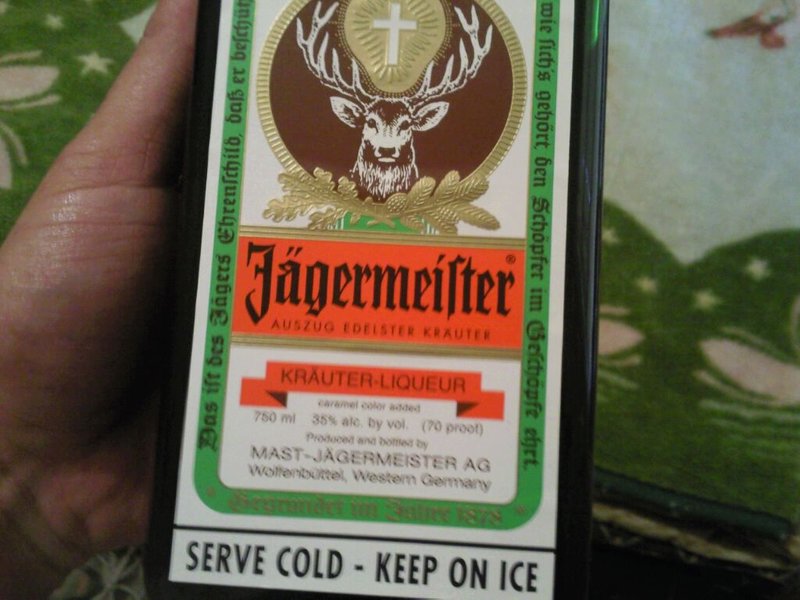 Das ist des Jägers Ehrenschild, daß er beschüt
wie sich's gehört den Schöpfer im Geschöpfe ehrt.
Jägermeiſter®
AUSZUG EDELSTER KRÄUTER
KRÄUTER-LIQUEUR
caramel color added
750 ml 35% alc. by vol. (70 proof)
Produced and bottled by
MAST-JÄGERMEISTER AG
Wolfenbüttel, Western Germany
Gegründet im Jahre 1878
SERVE COLD - KEEP ON ICE